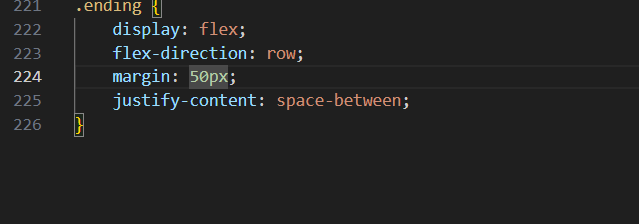 221 .ending {
222 display: flex;
223 flex-direction: row;
224 margin: 50px;
225 justify-content: space-between;
226 }